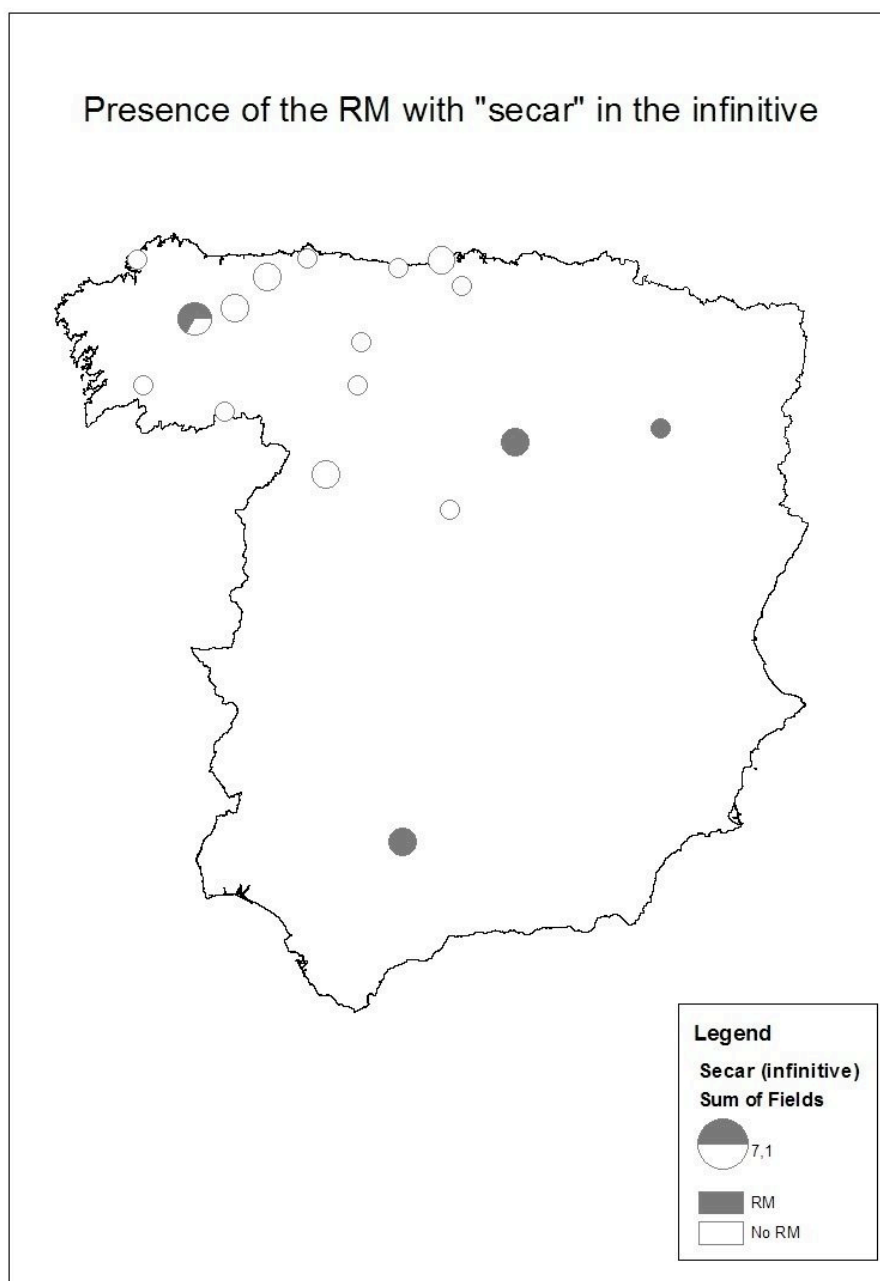 Presence of the RM with "secar" in the infinitive
Legend
Secar (infinitive)
Sum of Fields
7,1
RM
No RM